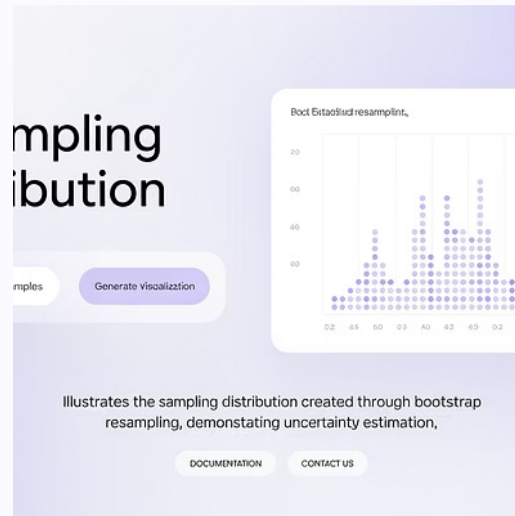 mpling
ibution
mples
Generate visualization
20
00
40
60
02 45 60 03 A0 62 69 03
Illustrates the sampling distribution created through bootstrap
resampling, demonstating uncertainty estimation,
DOCUMENTATION
CONTACT US